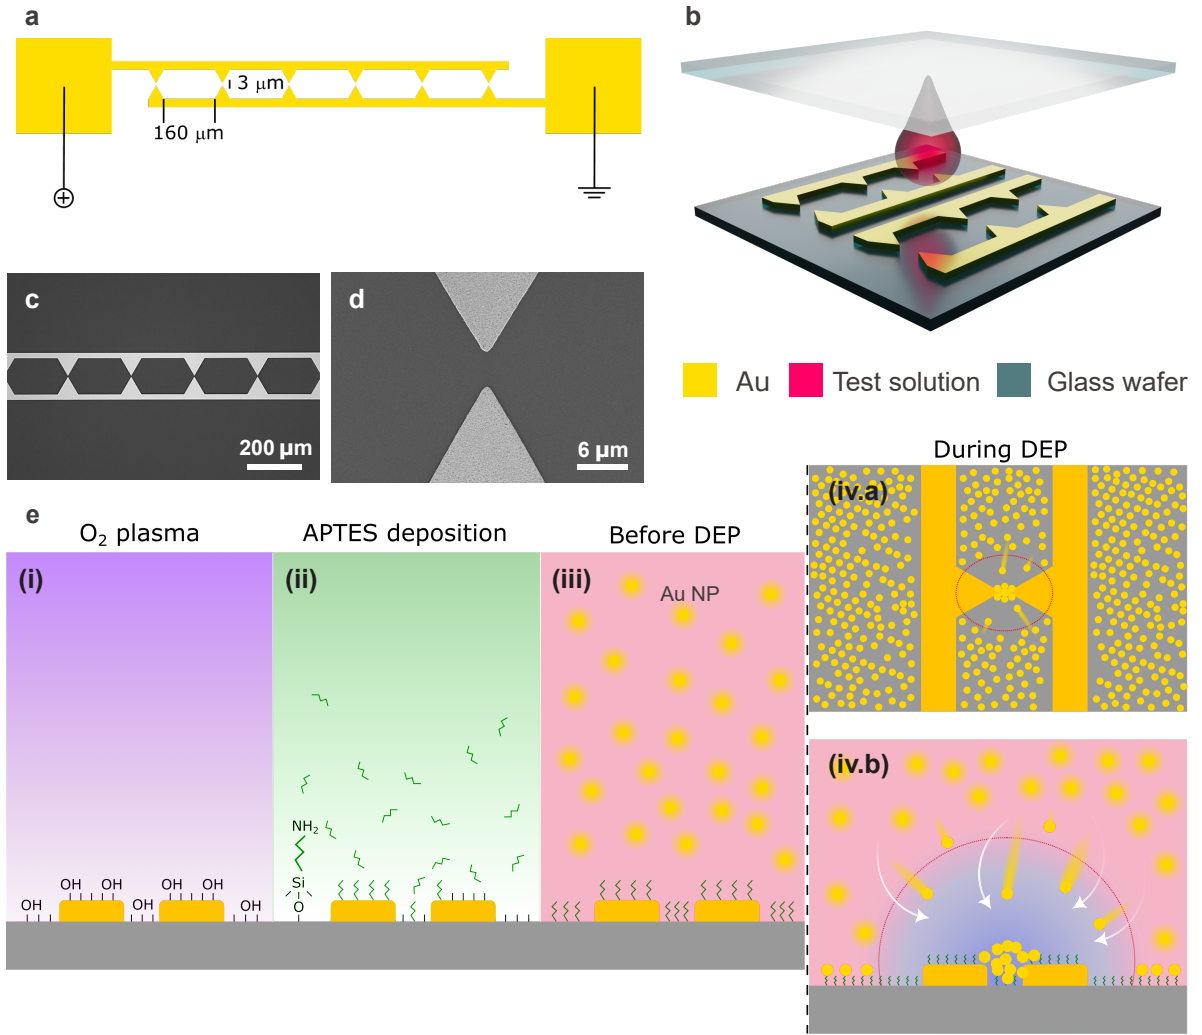 a
3 µm
160 µm
b
c
200 µm
d
6 µm
Au
Test solution
Glass wafer
e
O₂ plasma
(i)
OH
OH
OH
OH
OH
OH
OH
APTES deposition
(ii)
NH₂
Si
O
Before DEP
(iii)
Au NP
During DEP
(iv.a)
(iv.b)